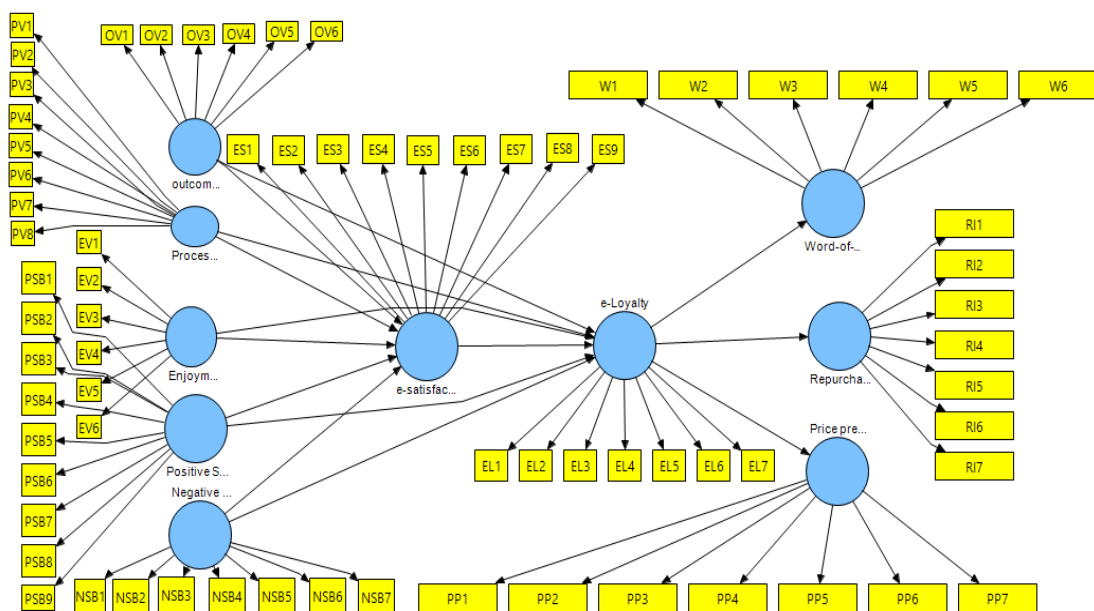 PV1
PV2
PV3
PV4
PV5
PV6
PV7
PV8
OV1
OV2
OV3
OV4
OV5
OV6
outcom...
Proces...
ES1
ES2
ES3
ES4
ES5
ES6
ES7
ES8
ES9
W1
W2
W3
W4
W5
W6
Word-of-...
EV1
EV2
EV3
EV4
EV5
EV6
Enjoym...
PSB1
PSB2
PSB3
PSB4
PSB5
PSB6
PSB7
PSB8
PSB9
Positive S...
Negative ...
NSB1
NSB2
NSB3
NSB4
NSB5
NSB6
NSB7
e-satisfac...
e-Loyalty
EL1
EL2
EL3
EL4
EL5
EL6
EL7
RI1
RI2
RI3
RI4
RI5
RI6
RI7
Repurcha...
Price pre...
PP1
PP2
PP3
PP4
PP5
PP6
PP7